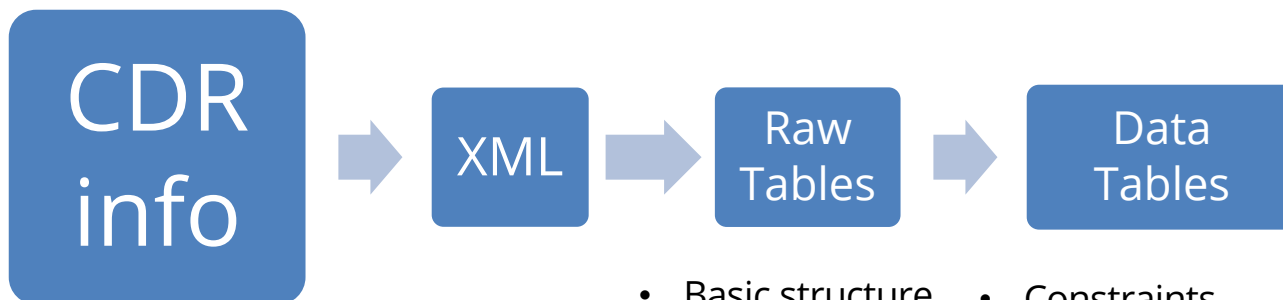 CDR
info
XML
Raw
Tables
Data
Tables
• Basic structure
• Constraints